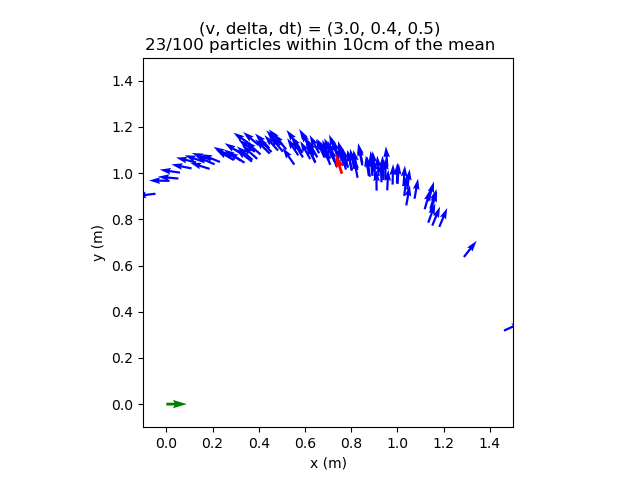 (v, delta, dt) = (3.0, 0.4, 0.5)
23/100 particles within 10cm of the mean
1.4
1.2
1.0
0.8
0.6
0.4
0.2
0.0
y (m)
0.0 0.2 0.4 0.6 0.8 1.0 1.2 1.4
x (m)